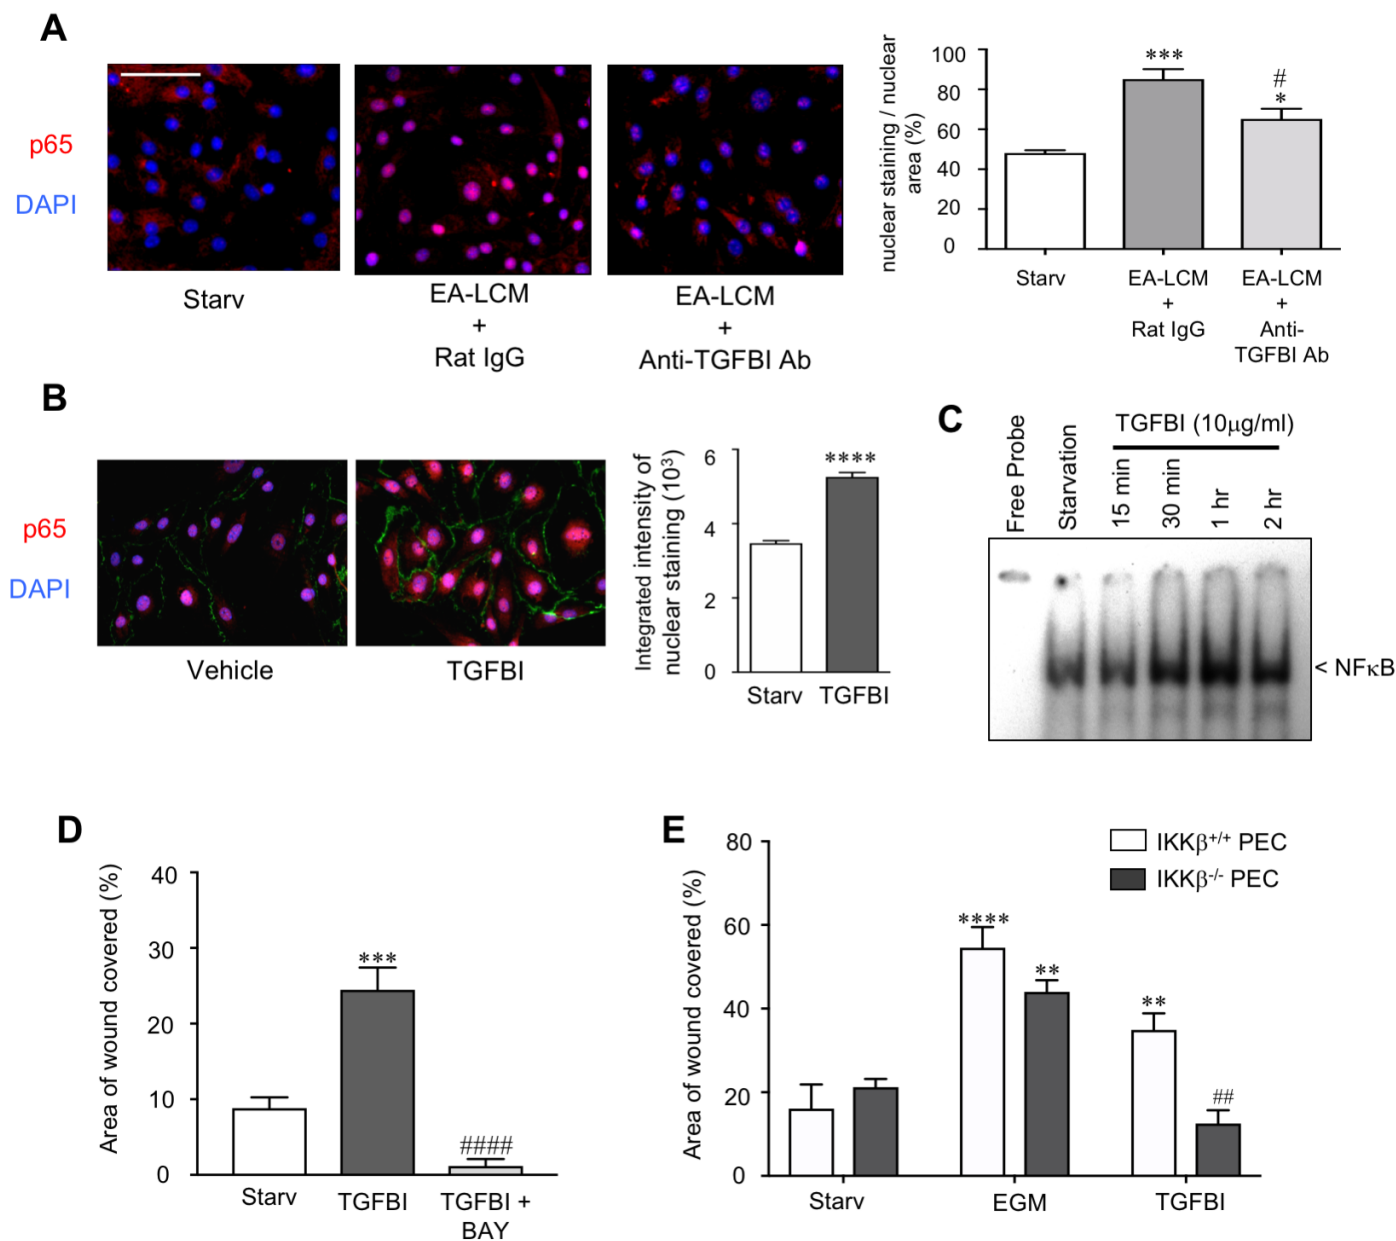 A
p65
DAPI
Starv
EA-LCM
+
Rat IgG
EA-LCM
+
Anti-TGFBI Ab
nuclear staining / nuclear
area (%)
100
80
60
40
20
0
***
#
*
Starv
EA-LCM
+
Rat IgG
EA-LCM
+
Anti-
TGFBI Ab
B
p65
DAPI
Vehicle
TGFBI
Integrated intensity of
nuclear staining (10³)
6
4
2
0
****
Starv
TGFBI
C
Free Probe
Starvation
TGFBI (10μg/ml)
15 min
30 min
1 hr
2 hr
< NFκB
D
Area of wound covered (%)
40
30
20
10
0
***
####
Starv
TGFBI
TGFBI +
BAY
E
Area of wound covered (%)
80
60
40
20
0
IKKβ+/+ PEC
IKKβ-/- PEC
****
**
**
##
Starv
EGM
TGFBI